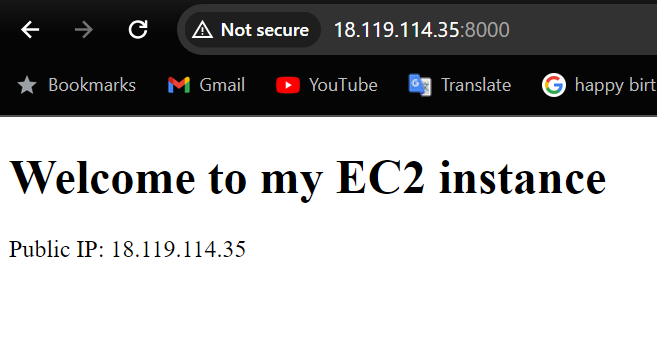 Not secure 18.119.114.35:8000
Bookmarks Gmail YouTube Translate happy birt
Welcome to my EC2 instance
Public IP: 18.119.114.35